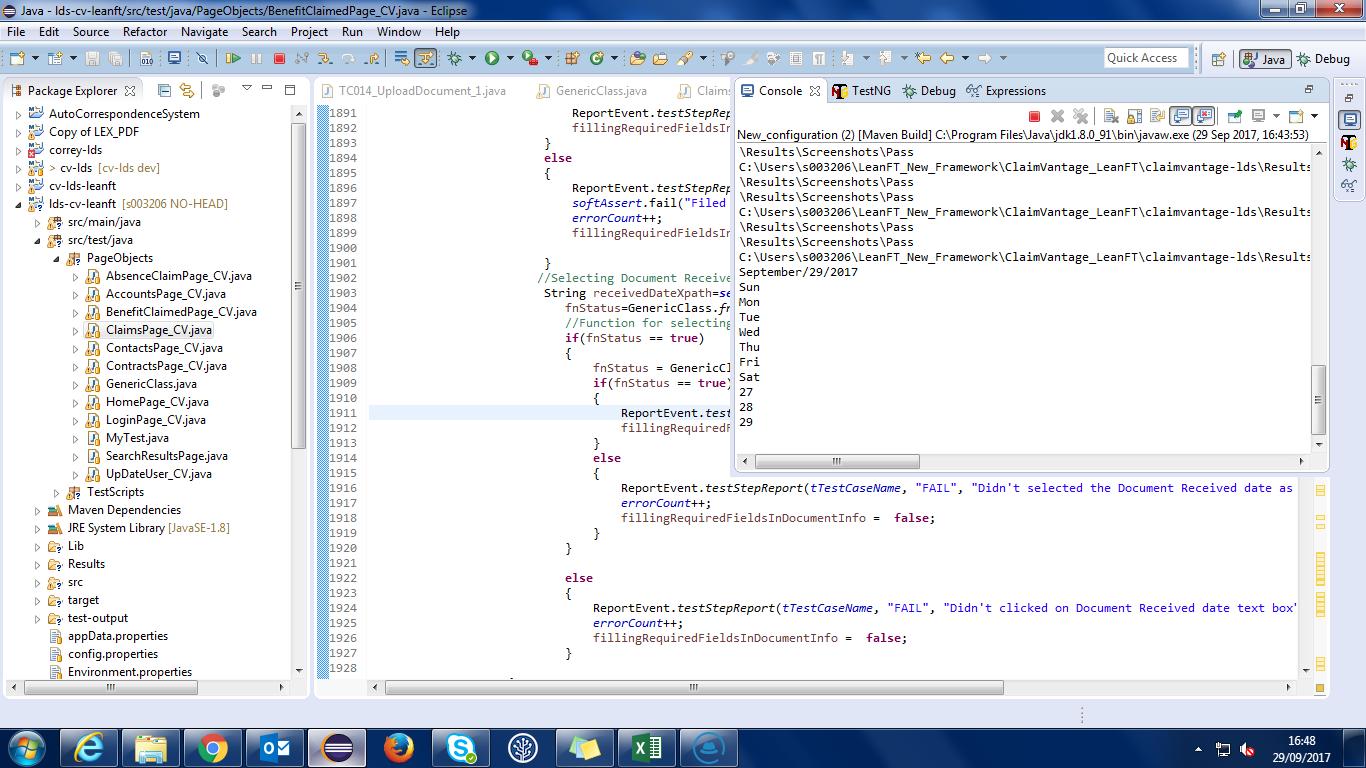 Java - lds-cv-leanft/src/test/java/PageObjects/BenefitClaimedPage_CV.java - Eclipse
File Edit Source Refactor Navigate Search Project Run Window Help
Quick Access
Java
Debug
Package Explorer
AutoCorrespondenceSystem
Copy of LEX_PDF
correy-lds
> cv-lds [cv-lds dev]
cv-lds-leanft
lds-cv-leanft [s003206 NO-HEAD]
src/main/java
src/test/java
PageObjects
AbsenceClaimPage_CV.java
AccountsPage_CV.java
BenefitClaimedPage_CV.java
ClaimsPage_CV.java
ContactsPage_CV.java
ContractsPage_CV.java
GenericClass.java
HomePage_CV.java
LoginPage_CV.java
MyTest.java
SearchResultsPage.java
UpDateUser_CV.java
TestScripts
Maven Dependencies
JRE System Library [JavaSE-1.8]
Lib
Results
src
target
test-output
appData.properties
config.properties
Environment.properties
TC014_UploadDocument_1.java
GenericClass.java
Claims
1891 ReportEvent.testStepRep
1892 fillingRequiredFieldsIn
1893 }
1894 else
1895 {
1896 ReportEvent.testStepRep
1897 softAssert.fail("Filed
1898 errorCount++;
1899 fillingRequiredFieldsIn
1900
1901 }
1902 //Selecting Document Receive
1903 String receivedDateXpath=se
1904 fnStatus=GenericClass.fn
1905 //Function for selecting
1906 if(fnStatus == true)
1907 {
1908 fnStatus = GenericCl
1909 if(fnStatus == true)
1910 {
1911 ReportEvent.test
1912 fillingRequiredF
1913 }
1914 else
1915 {
1916 ReportEvent.testStepReport(tTestCaseName, "FAIL", "Didn't selected the Document Received date as
1917 errorCount++;
1918 fillingRequiredFieldsInDocumentInfo = false;
1919 }
1920 }
1921
1922 else
1923 {
1924 ReportEvent.testStepReport(tTestCaseName, "FAIL", "Didn't clicked on Document Received date text box"
1925 errorCount++;
1926 fillingRequiredFieldsInDocumentInfo = false;
1927 }
1928
Console TestNG Debug Expressions
New_configuration (2) [Maven Build] C:\Program Files\Java\jdk1.8.0_91\bin\javaw.exe (29 Sep 2017, 16:43:53)
\Results\Screenshots\Pass
C:\Users\s003206\LeanFT_New_Framework\ClaimVantage_LeanFT\claimvantage-lds\Results
\Results\Screenshots\Pass
\Results\Screenshots\Pass
C:\Users\s003206\LeanFT_New_Framework\ClaimVantage_LeanFT\claimvantage-lds\Results
\Results\Screenshots\Pass
\Results\Screenshots\Pass
C:\Users\s003206\LeanFT_New_Framework\ClaimVantage_LeanFT\claimvantage-lds\Results
September/29/2017
Sun
Mon
Tue
Wed
Thu
Fri
Sat
27
28
29
16:48
29/09/2017